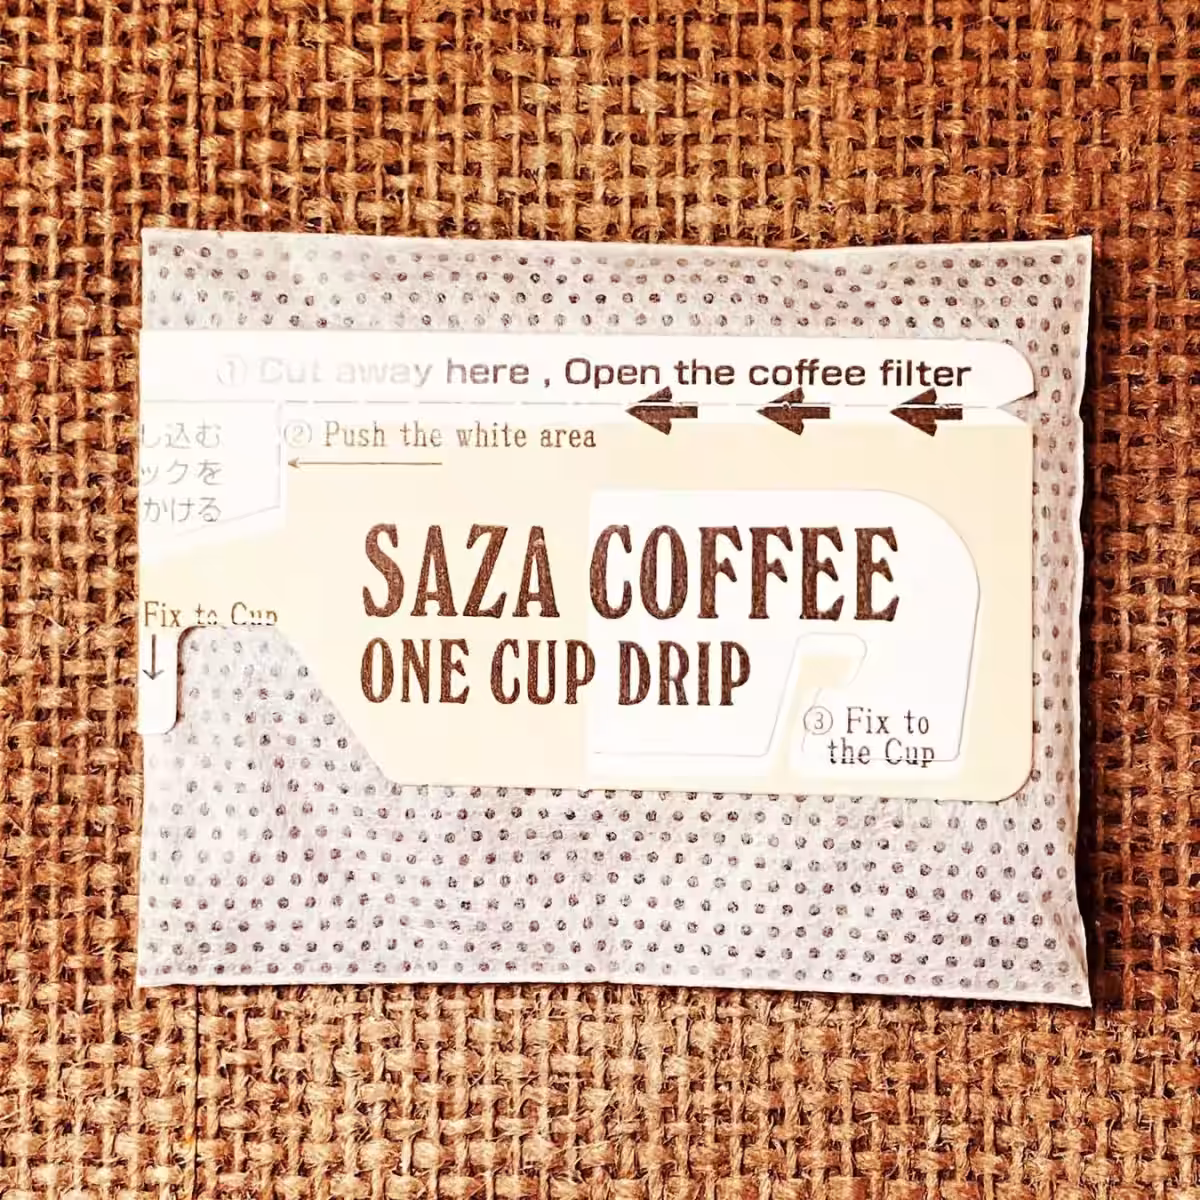 ① Cut away here , Open the coffee filter
② Push the white area
し込む
ックを
かける
SAZA COFFEE
ONE CUP DRIP
Fix to Cup
③ Fix to
the Cup